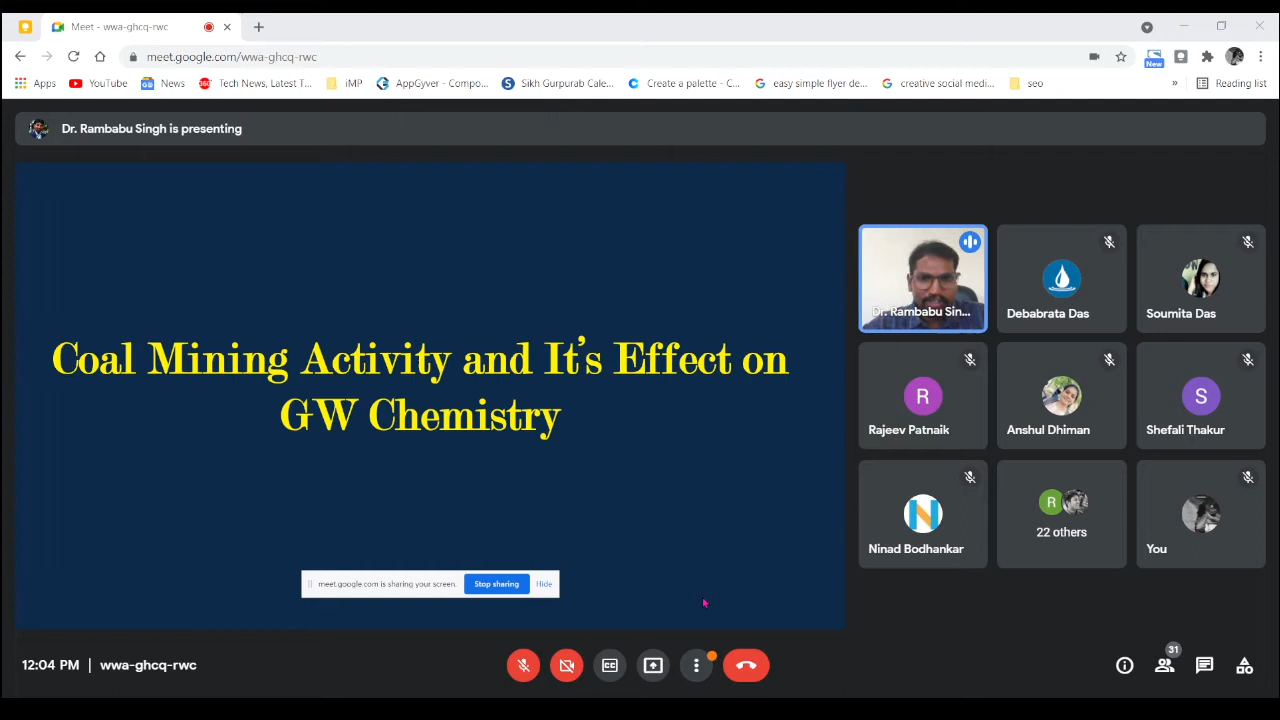 Meet - wwa-ghcq-rwc
meet.google.com/wwa-ghcq-rwc
New
Apps YouTube News Tech News, Latest T... iMP AppGyver - Compo... Sikh Gurpurab Cale... Create a palette - C... easy simple flyer de... creative social medi... seo » Reading list
Dr. Rambabu Singh is presenting
Coal Mining Activity and It's Effect on
GW Chemistry
meet.google.com is sharing your screen. Stop sharing Hide
Dr. Rambabu Sin...
Debabrata Das
Soumita Das
R
Rajeev Patnaik
Anshul Dhiman
S
Shefali Thakur
N
Ninad Bodhankar
R
22 others
You
12:04 PM | wwa-ghcq-rwc
CC
31